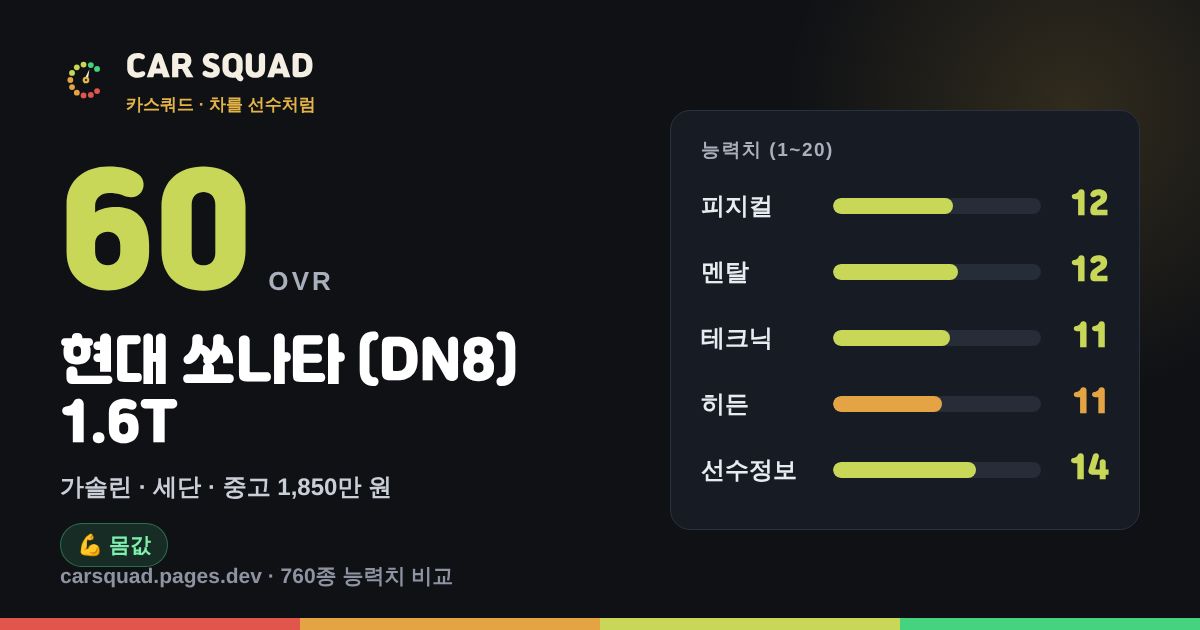 CAR SQUAD
카스쿼드 · 차를 선수처럼
60 OVR
현대 쏘나타 (DN8)
1.6T
가솔린 · 세단 · 중고 1,850만 원
💪 몸값
carsquad.pages.dev · 760종 능력치 비교
능력치 (1~20)
피지컬 12
멘탈 12
테크닉 11
히든 11
선수정보 14